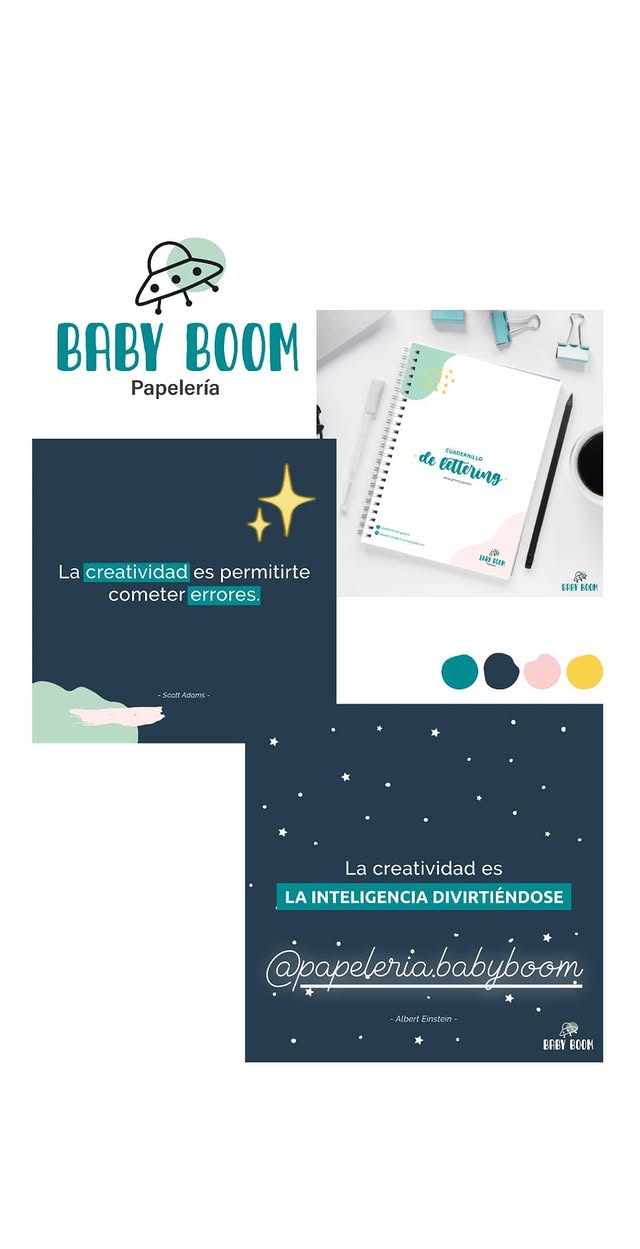 BABY BOOM
Papelería
CUADERNILLO
de lettering
BABY BOOM
BABY BOOM
La creatividad es permitirte
cometer errores.
- Scott Adams -
La creatividad es
LA INTELIGENCIA DIVIRTIÉNDOSE
@papeleria.babyboom
- Albert Einstein -
BABY BOOM